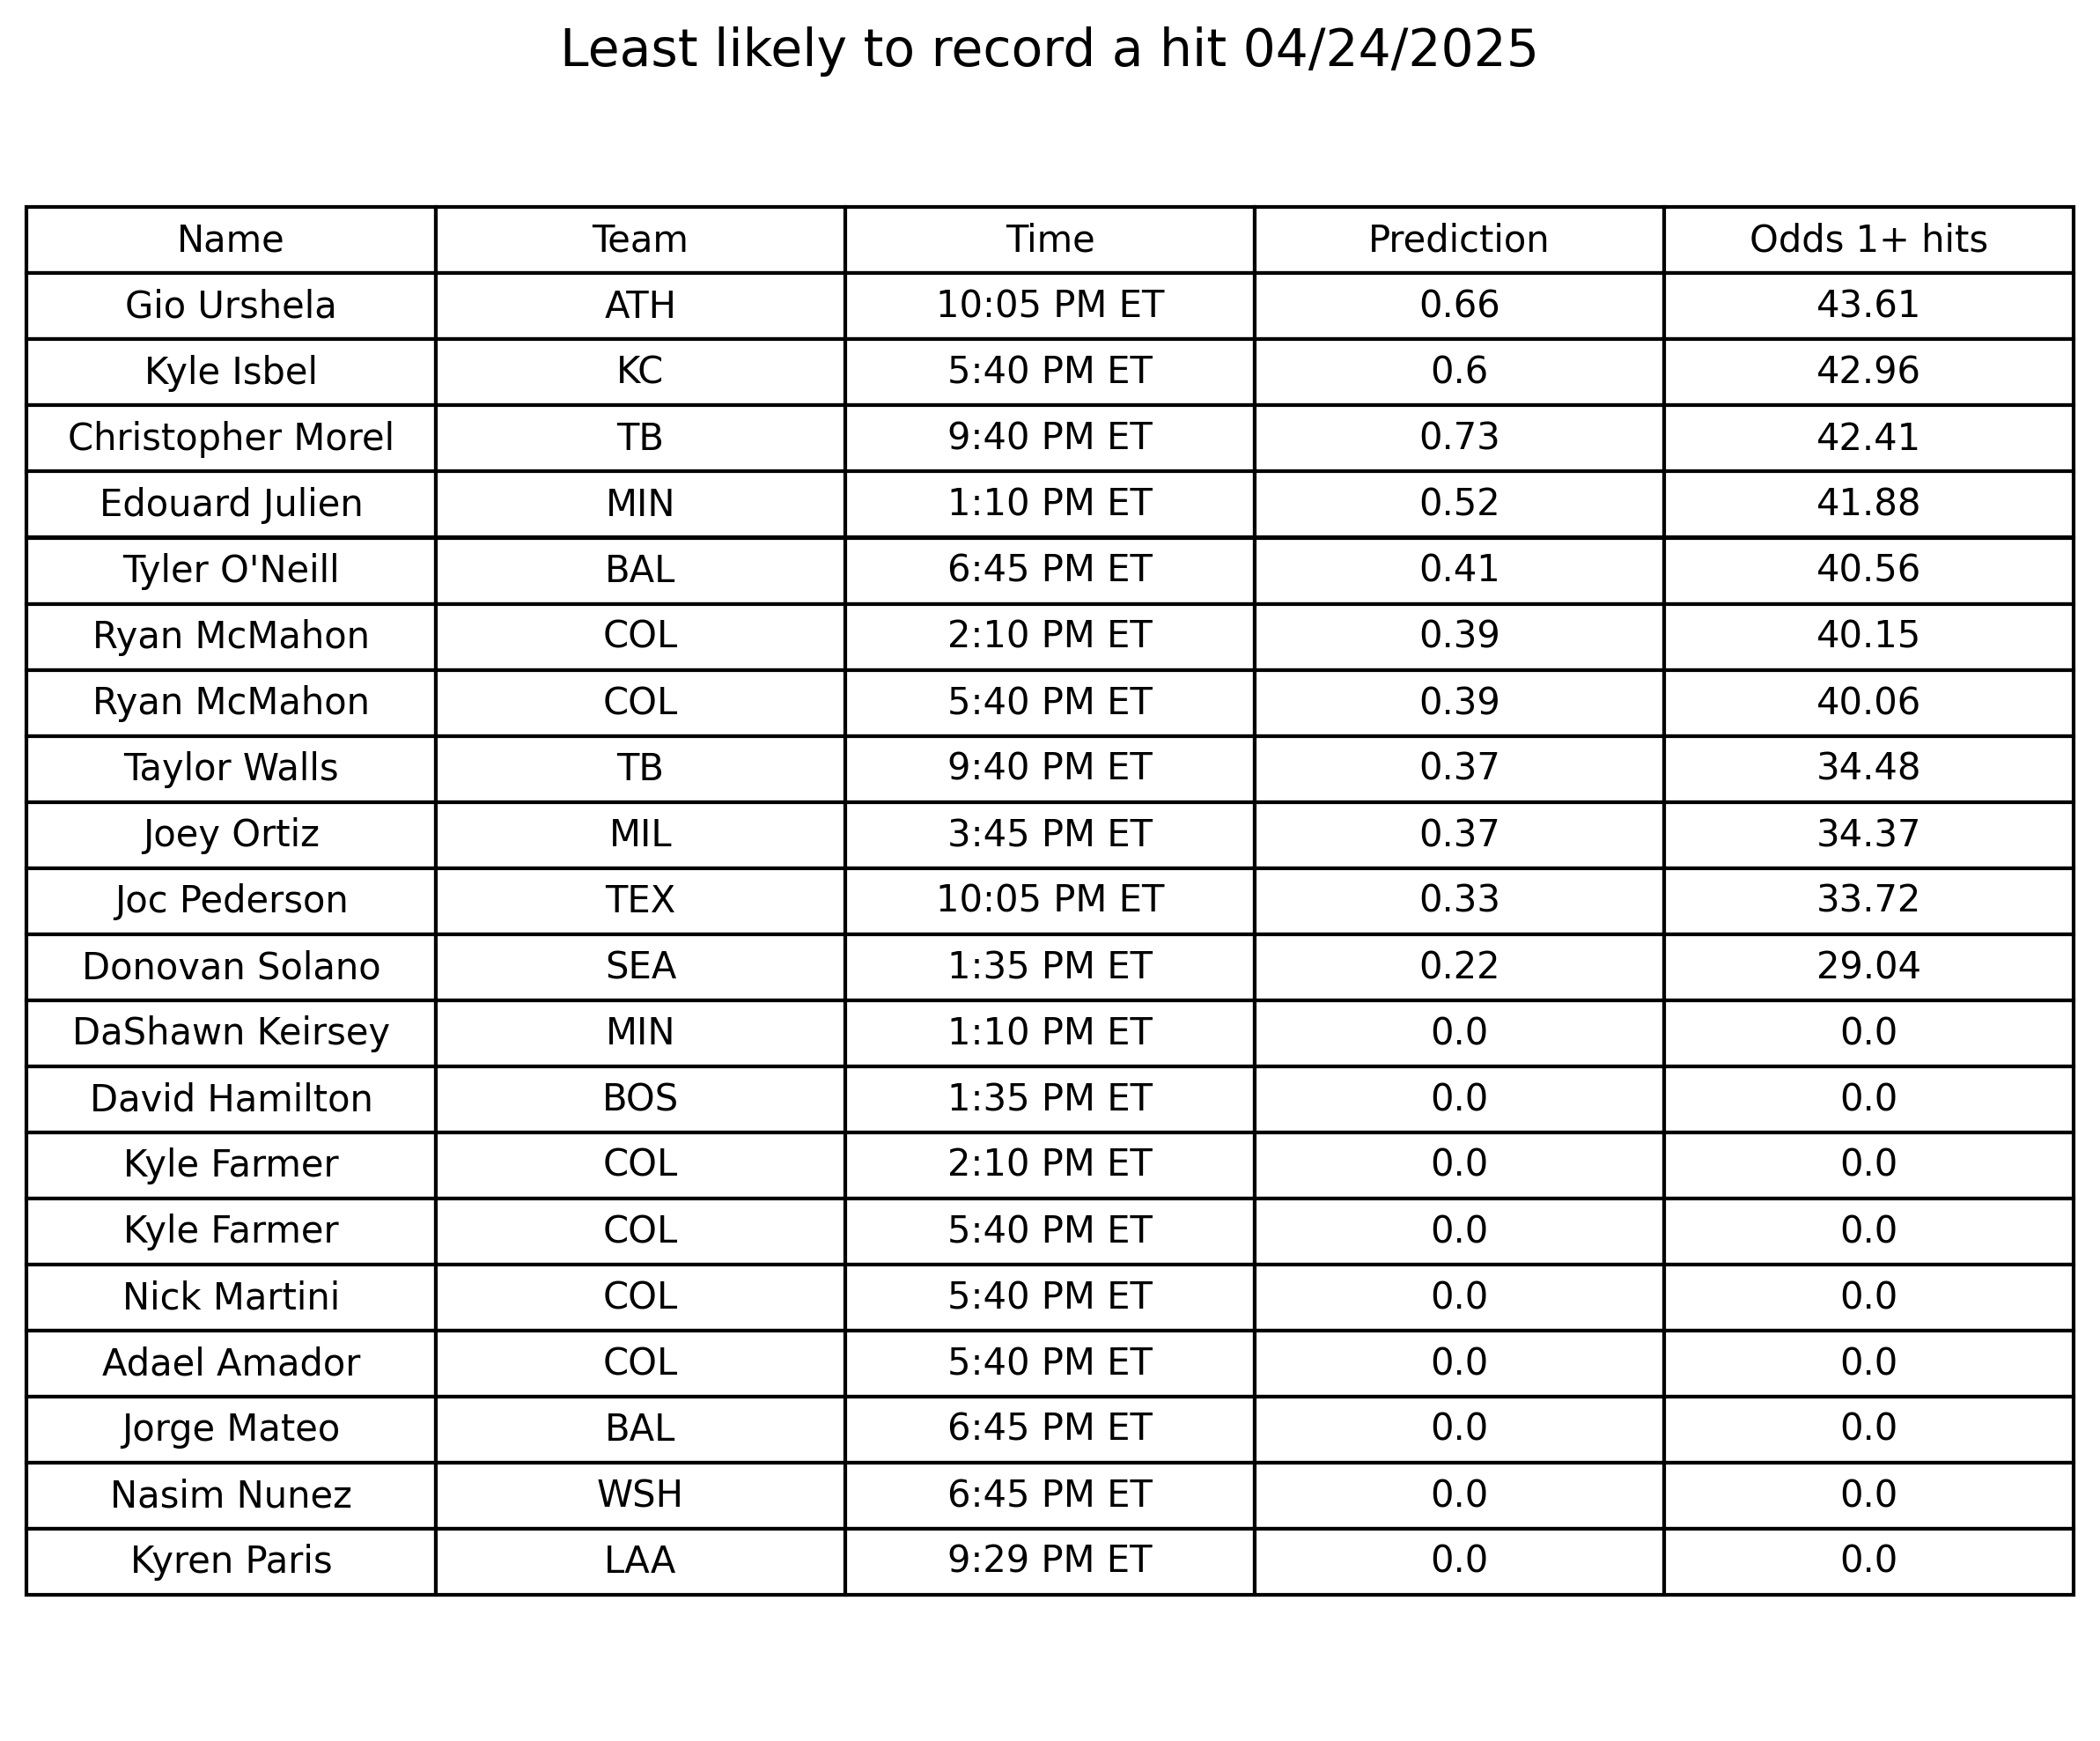 Least likely to record a hit 04/24/2025
Name Team Time Prediction Odds 1+ hits
Gio Urshela ATH 10:05 PM ET 0.66 43.61
Kyle Isbel KC 5:40 PM ET 0.6 42.96
Christopher Morel TB 9:40 PM ET 0.73 42.41
Edouard Julien MIN 1:10 PM ET 0.52 41.88
Tyler O'Neill BAL 6:45 PM ET 0.41 40.56
Ryan McMahon COL 2:10 PM ET 0.39 40.15
Ryan McMahon COL 5:40 PM ET 0.39 40.06
Taylor Walls TB 9:40 PM ET 0.37 34.48
Joey Ortiz MIL 3:45 PM ET 0.37 34.37
Joc Pederson TEX 10:05 PM ET 0.33 33.72
Donovan Solano SEA 1:35 PM ET 0.22 29.04
DaShawn Keirsey MIN 1:10 PM ET 0.0 0.0
David Hamilton BOS 1:35 PM ET 0.0 0.0
Kyle Farmer COL 2:10 PM ET 0.0 0.0
Kyle Farmer COL 5:40 PM ET 0.0 0.0
Nick Martini COL 5:40 PM ET 0.0 0.0
Adael Amador COL 5:40 PM ET 0.0 0.0
Jorge Mateo BAL 6:45 PM ET 0.0 0.0
Nasim Nunez WSH 6:45 PM ET 0.0 0.0
Kyren Paris LAA 9:29 PM ET 0.0 0.0